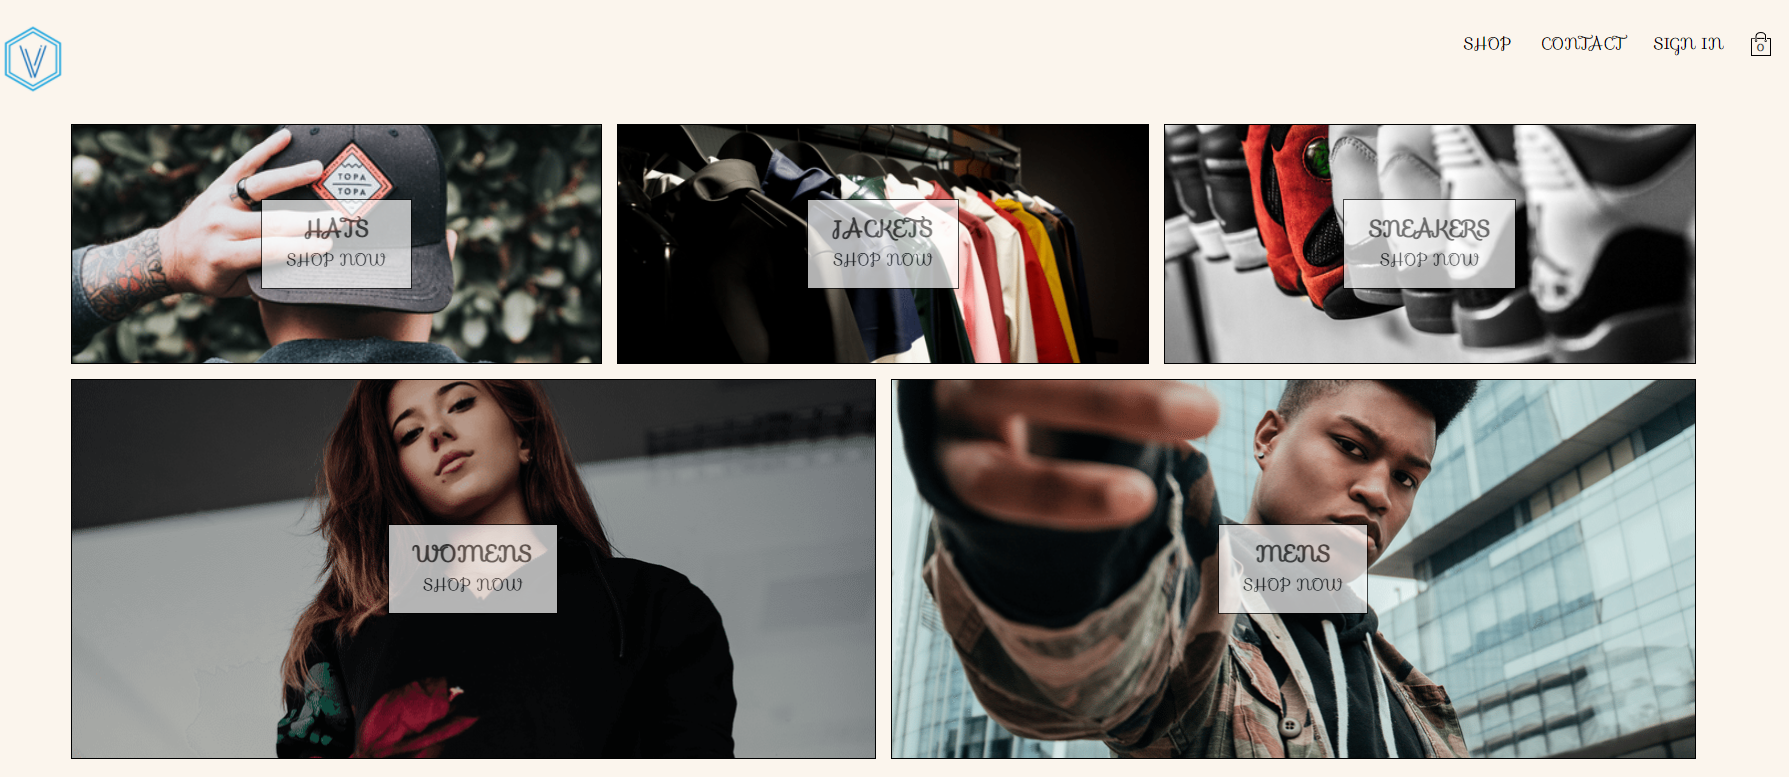 V
SHOP CONTACT SIGN IN 0
TOPA
TOPA
HATS
SHOP NOW
JACKETS
SHOP NOW
SNEAKERS
SHOP NOW
WOMENS
SHOP NOW
MENS
SHOP NOW